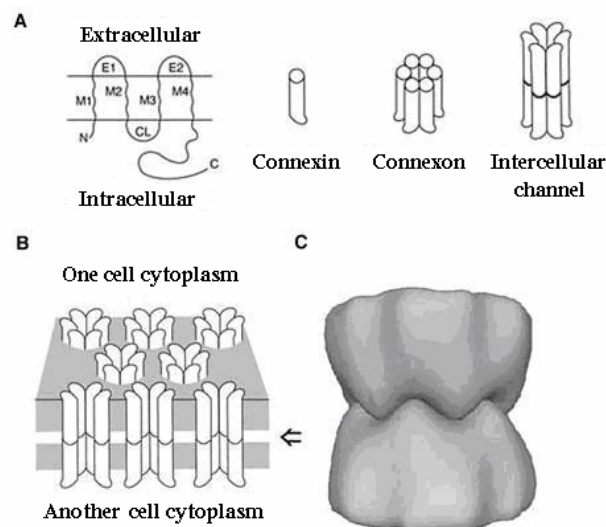 A
Extracellular
E1
E2
M1
M2
M3
M4
N
CL
C
Intracellular
Connexin
Connexon
Intercellular
channel
B
One cell cytoplasm
Another cell cytoplasm
⇐
C